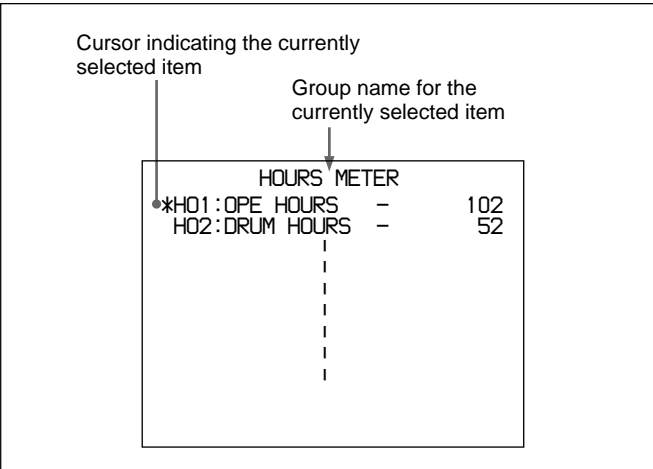 Cursor indicating the currently
selected item
Group name for the
currently selected item
HOURS METER
*H01:OPE HOURS - 102
H02:DRUM HOURS - 52